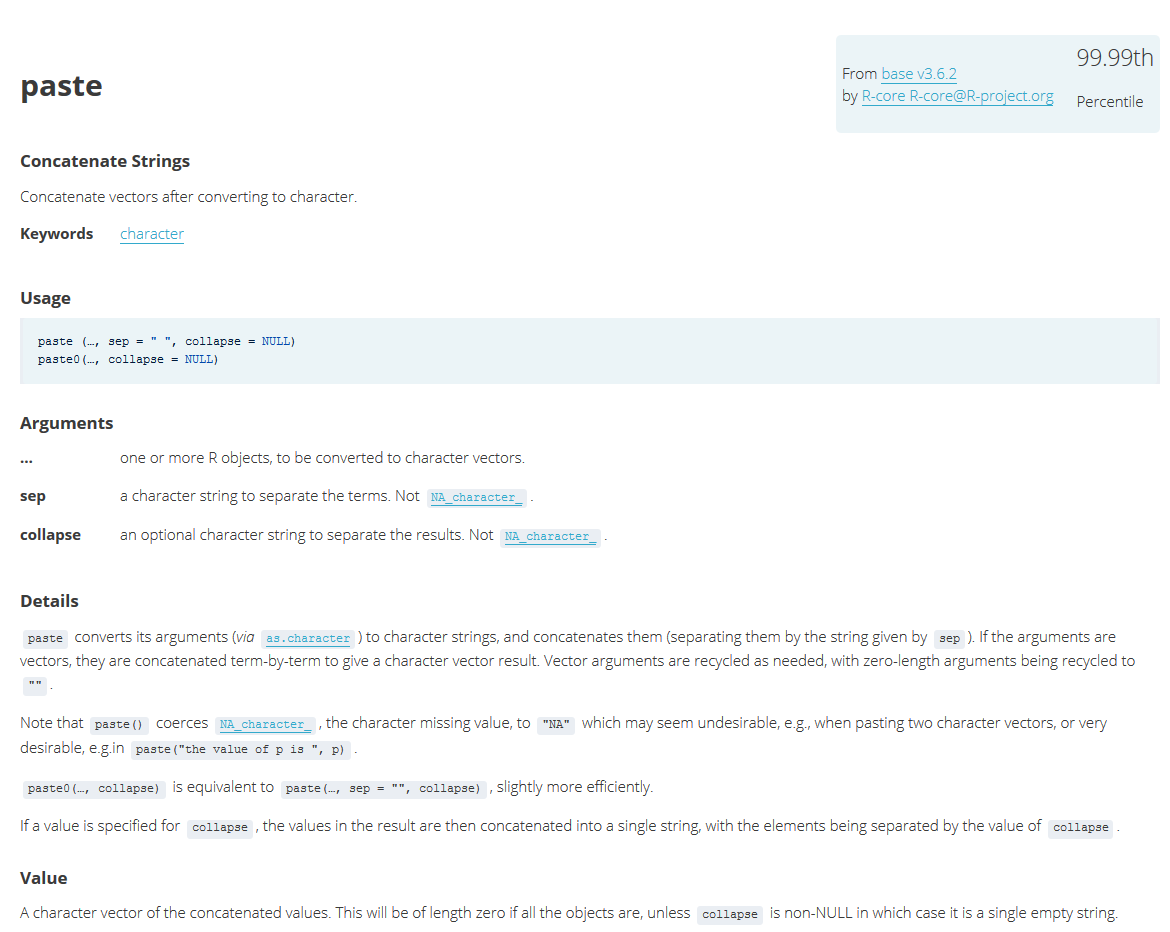 paste
From base v3.6.2
by R-core R-core@R-project.org
99.99th
Percentile
Concatenate Strings
Concatenate vectors after converting to character.
Keywords character
Usage
paste (…, sep = " ", collapse = NULL)
paste0(…, collapse = NULL)
Arguments
… one or more R objects, to be converted to character vectors.
sep a character string to separate the terms. Not NA_character_ .
collapse an optional character string to separate the results. Not NA_character_ .
Details
paste converts its arguments (via as.character ) to character strings, and concatenates them (separating them by the string given by sep ). If the arguments are
vectors, they are concatenated term-by-term to give a character vector result. Vector arguments are recycled as needed, with zero-length arguments being recycled to
"" .
Note that paste() coerces NA_character_ , the character missing value, to "NA" which may seem undesirable, e.g., when pasting two character vectors, or very
desirable, e.g.in paste("the value of p is ", p) .
paste0(…, collapse) is equivalent to paste(…, sep = "", collapse) , slightly more efficiently.
If a value is specified for collapse , the values in the result are then concatenated into a single string, with the elements being separated by the value of collapse .
Value
A character vector of the concatenated values. This will be of length zero if all the objects are, unless collapse is non-NULL in which case it is a single empty string.